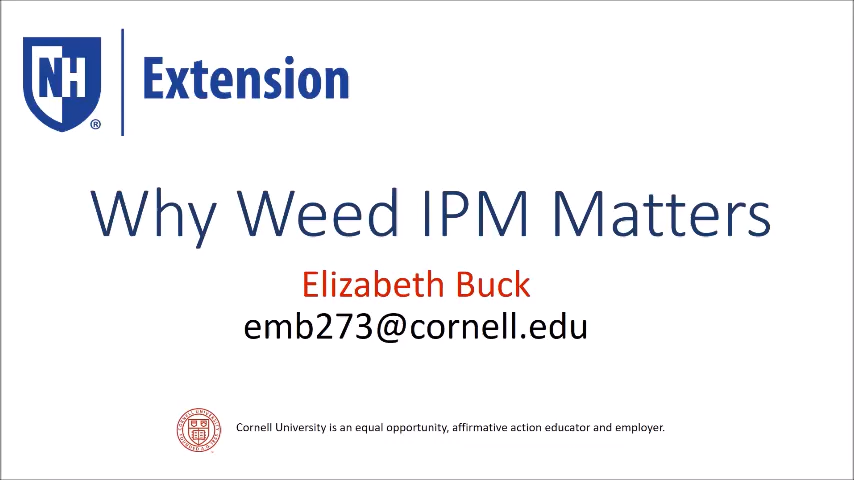 NH Extension
®
Why Weed IPM Matters
Elizabeth Buck
emb273@cornell.edu
Cornell University is an equal opportunity, affirmative action educator and employer.